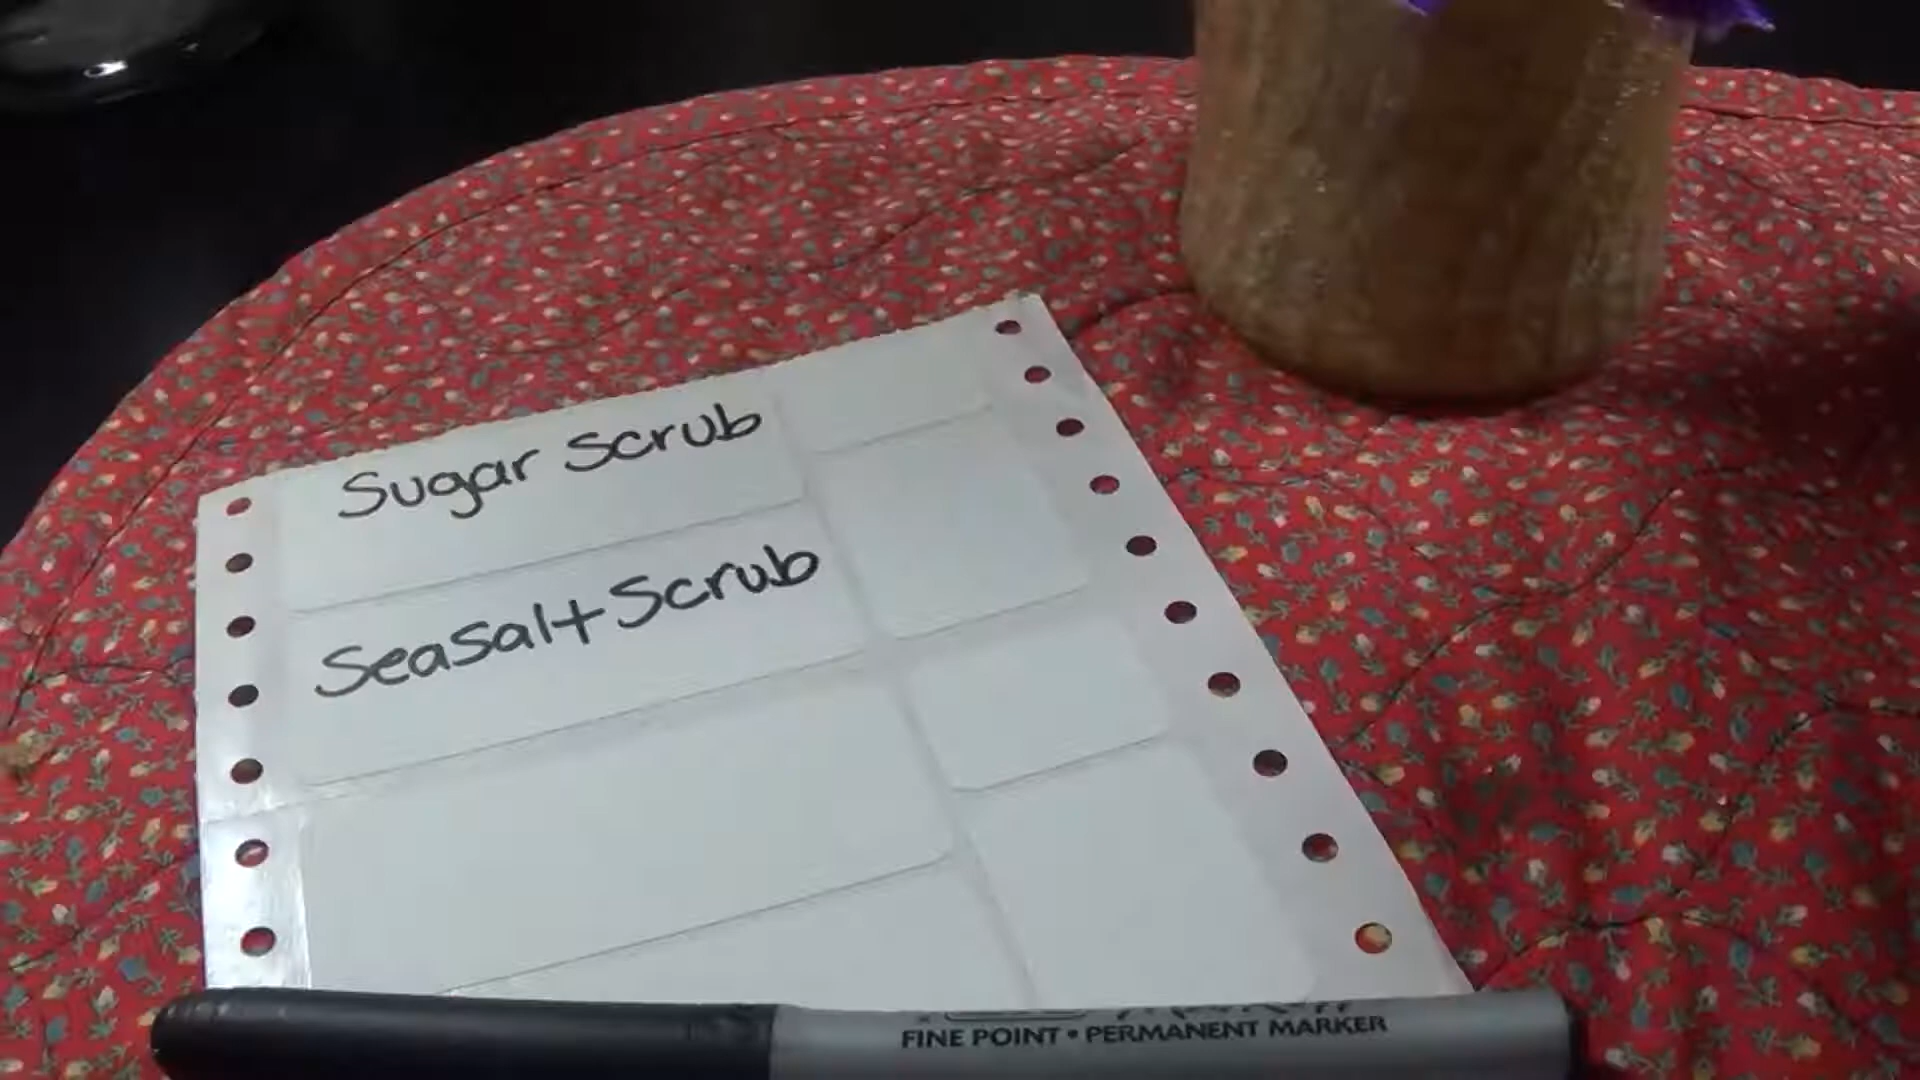 Sugar Scrub
SeaSalt Scrub
FINE POINT • PERMANENT MARKER